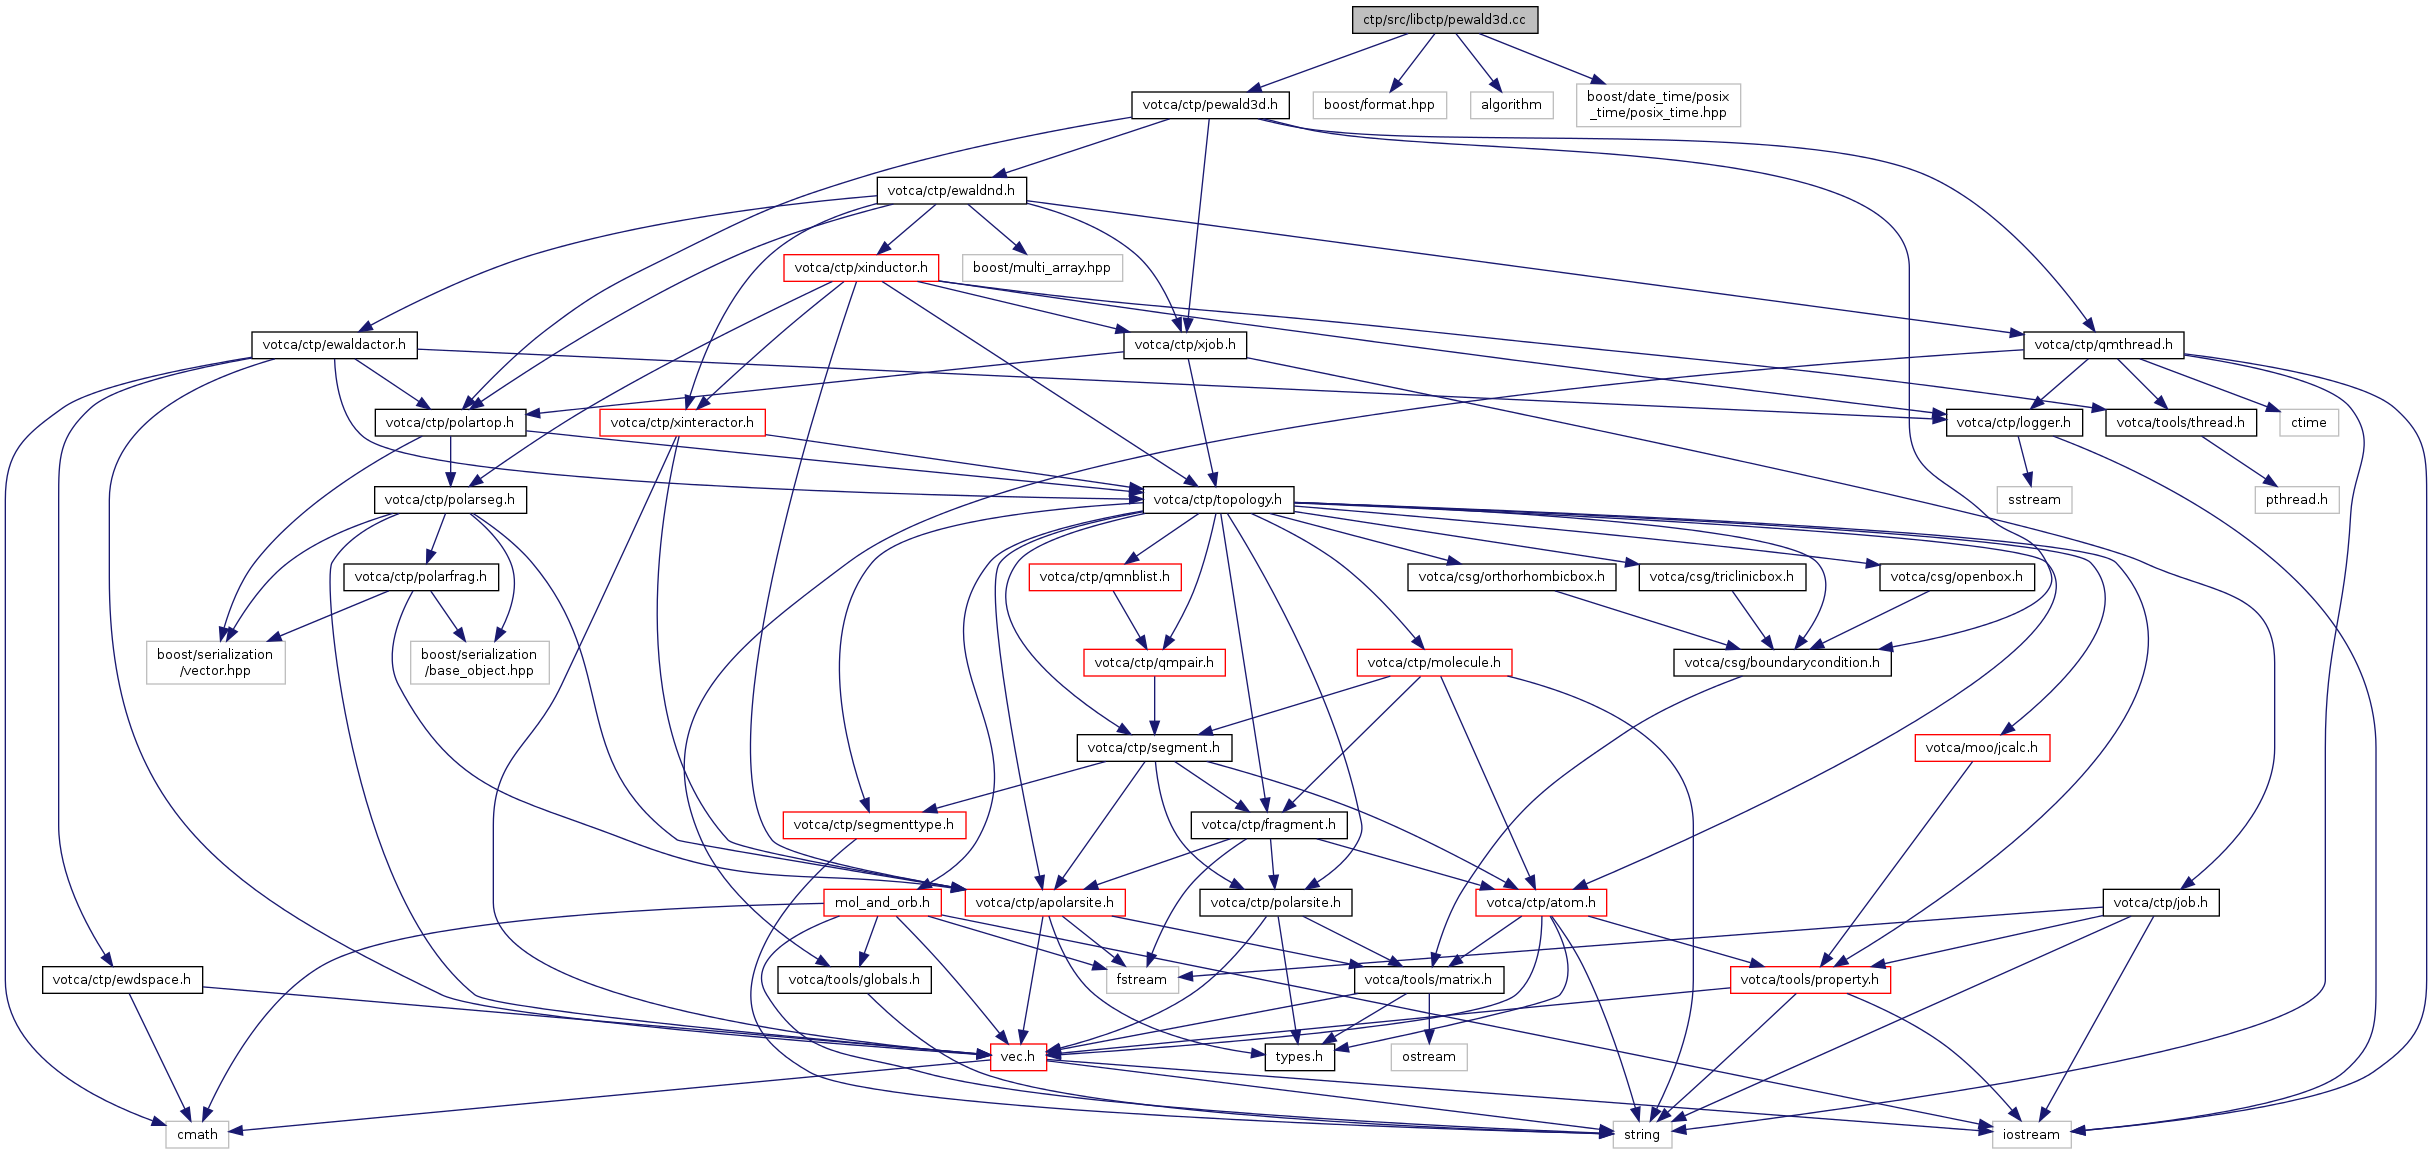 ctp/src/libctp/pewald3d.cc
votca/ctp/pewald3d.h
boost/format.hpp
algorithm
boost/date_time/posix
_time/posix_time.hpp
votca/ctp/ewaldnd.h
votca/ctp/xinductor.h
boost/multi_array.hpp
votca/ctp/ewaldactor.h
votca/ctp/xjob.h
votca/ctp/qmthread.h
votca/ctp/polartop.h
votca/ctp/xinteractor.h
votca/ctp/logger.h
votca/tools/thread.h
ctime
votca/ctp/polarseg.h
votca/ctp/topology.h
sstream
pthread.h
votca/ctp/polarfrag.h
votca/ctp/qmnblist.h
votca/csg/orthorhombicbox.h
votca/csg/triclinicbox.h
votca/csg/openbox.h
boost/serialization
/vector.hpp
boost/serialization
/base_object.hpp
votca/ctp/qmpair.h
votca/ctp/molecule.h
votca/csg/boundarycondition.h
votca/ctp/segment.h
votca/moo/jcalc.h
votca/ctp/segmenttype.h
votca/ctp/fragment.h
mol_and_orb.h
votca/ctp/apolarsite.h
votca/ctp/polarsite.h
votca/ctp/atom.h
votca/ctp/job.h
votca/ctp/ewdspace.h
votca/tools/globals.h
fstream
votca/tools/matrix.h
votca/tools/property.h
vec.h
types.h
ostream
cmath
string
iostream